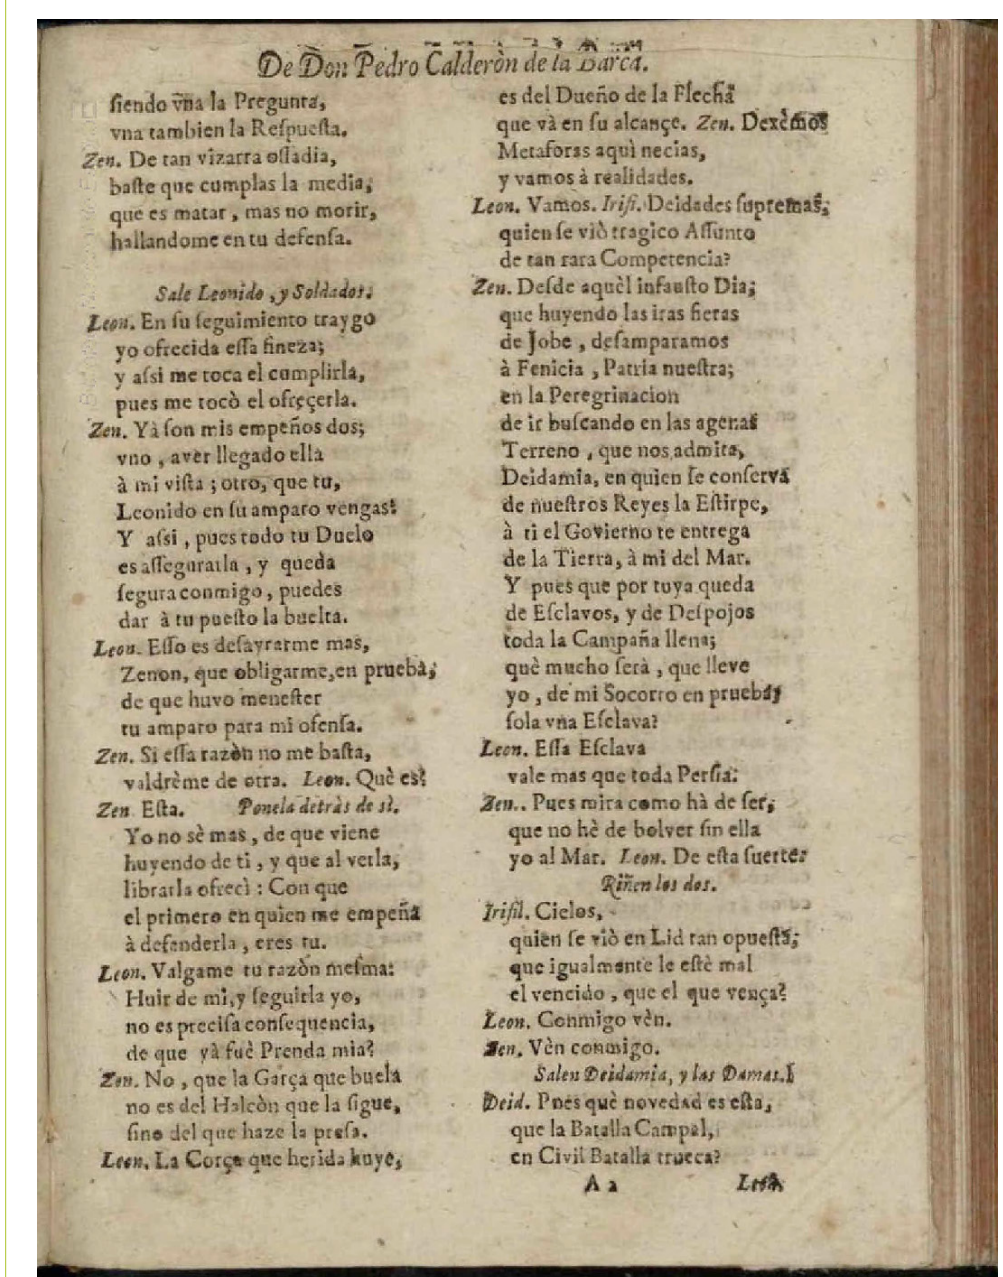 De Don Pedro Calderòn de la Barca.
siendo vna la Pregunta,
vna tambien la Respuesta.
Zen. De tan vizarra ossadia,
baste que cumplas la media,
que es matar, mas no morir,
hallandome en tu defensa.
Sale Leonido, y Soldados.
Leon. En su seguimiento traygo
yo ofrecida essa fineza;
y assi me toca el cumplirla,
pues me tocò el ofreçerla.
Zen. Yà son mis empeños dos;
vno, aver llegado ella
à mi vista; otro, que tu,
Leonido en su amparo vengas:
Y assi, pues todo tu Duelo
es assegurarla, y queda
segura conmigo, puedes
dar à tu puesto la buelta.
Leon. Esso es desayrarme mas,
Zenon, que obligarme, en prueba,
de que huvo menester
tu amparo para mi ofensa.
Zen. Si essa razòn no me basta,
valdrème de otra. Leon. Què es?
Zen Esta. Ponela detràs de sì.
Yo no sè mas, de que viene
huyendo de ti, y que al verla,
librarla ofrecì: Con que
el primero en quien me empeña
à defenderla, eres tu.
Leon. Valgame tu razòn mesma:
Huir de mi, y seguirla yo,
no es precisa consequencia,
de que yà fuè Prenda mia?
Zen. No, que la Garça que buela
no es del Halcòn que la sigue,
sino del que haze la presa.
Leon. La Corça que herida huye,
es del Dueño de la Flecha
que và en su alcançe. Zen. Dexèmos
Metaforas aquì necias,
y vamos à realidades.
Leon. Vamos. Irifi. Deidades supremas,
quien se viò tragico Assunto
de tan rara Competencia?
Zen. Desde aquèl infausto Dia;
que huyendo las iras fieras
de Jobe, desamparamos
à Fenicia, Patria nuestra;
en la Peregrinacion
de ir buscando en las agenas
Terreno, que nos admita,
Deidamia, en quien se conserva
de nuestros Reyes la Estirpe,
à ti el Govierno te entrega
de la Tierra, à mi del Mar.
Y pues que por tuya queda
de Esclavos, y de Despojos
toda la Campaña llena;
què mucho serà, que lleve
yo, de mi Socorro en prueba,
sola vna Esclava?
Leon. Essa Esclava
vale mas que toda Persia.
Zen.. Pues mira como hà de ser,
que no hè de bolver sin ella
yo al Mar. Leon. De esta suerte:
Riñen los dos.
Irifil. Cielos,
quien se viò en Lid tan opuesta,
que igualmente le estè mal
el vencido, que el que vença?
Leon. Conmigo vèn.
Zen. Vèn conmigo.
Salen Deidamia, y las Damas.
Deid. Pues què novedad es esta,
que la Batalla Campal,
en Civil Batalla trueca?
A 2 Leon.